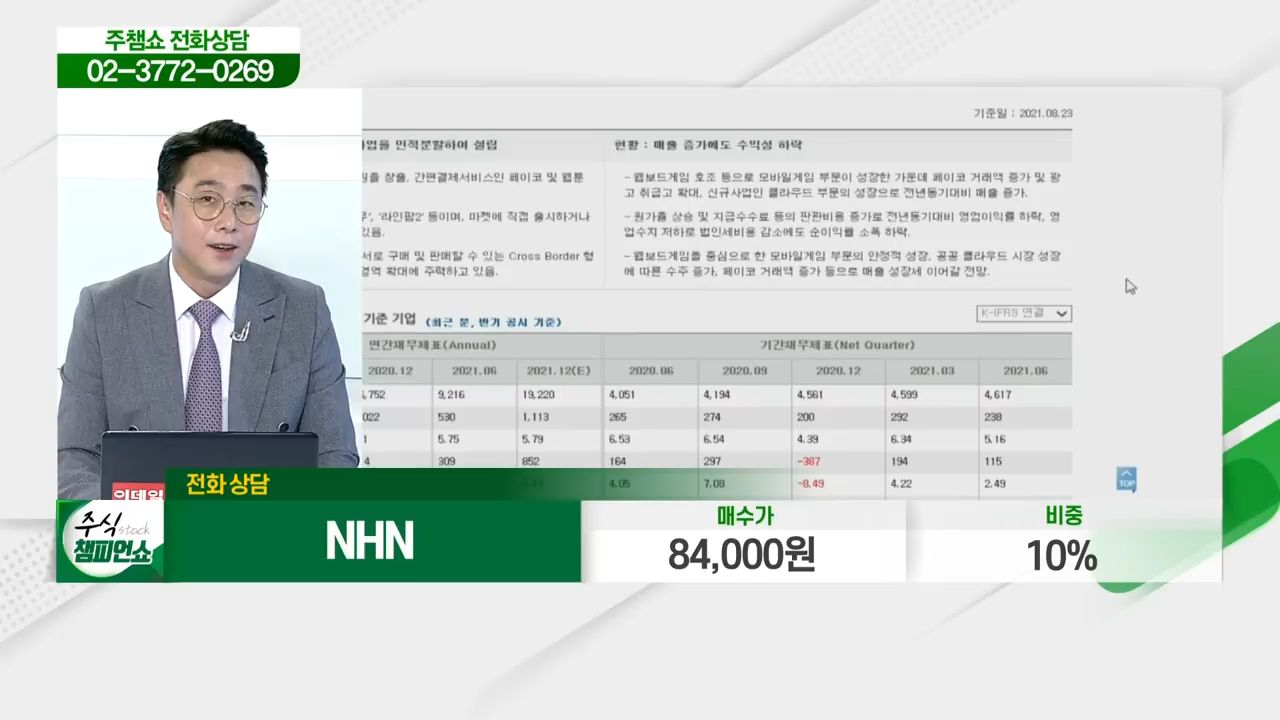 주챔쇼 전화상담
02-3772-0269
기준일 : 2021.08.23
사업을 인적분할하여 설립
현황 : 매출 증가에도 수익성 하락
창출, 간편결제서비스인 페이코 및 웹툰
- 웹보드게임 호조 등으로 모바일게임 부문이 성장한 가운데 페이코 거래액 증가 및 광
고 취급고 확대, 신규사업인 클라우드 부문의 성장으로 전년동기대비 매출 증가.
'라인팝2' 등이며, 마켓에 직접 출시하거나
있음.
- 원가율 상승 및 지급수수료 등의 판관비용 증가로 전년동기대비 영업이익률 하락, 영
업수지 저하로 법인세비용 감소에도 순이익률 소폭 하락.
서로 구매 및 판매할 수 있는 Cross Border 형
영역 확대에 주력하고 있음.
- 웹보드게임을 중심으로 한 모바일게임 부문의 안정적 성장, 공공 클라우드 시장 성장
에 따른 수주 증가, 페이코 거래액 증가 등으로 매출 성장세 이어갈 전망.
기준 기업 (최근 분, 반기 공시 기준)
K-IFRS 연결
연간재무제표(Annual) 기간재무제표(Net Quarter)
2020.12 2021.06 2021.12(E) 2020.06 2020.09 2020.12 2021.03 2021.06
,752 9,216 19,220 4,051 4,194 4,561 4,599 4,617
022 530 1,113 265 274 200 292 238
5.75 5.79 6.53 6.54 4.39 6.34 5.16
4 309 852 164 297 -387 194 115
4.05 7.08 -8.49 4.22 2.49
TOP
이데일
전화 상담
주식 stock
챔피언쇼
NHN
매수가
84,000원
비중
10%